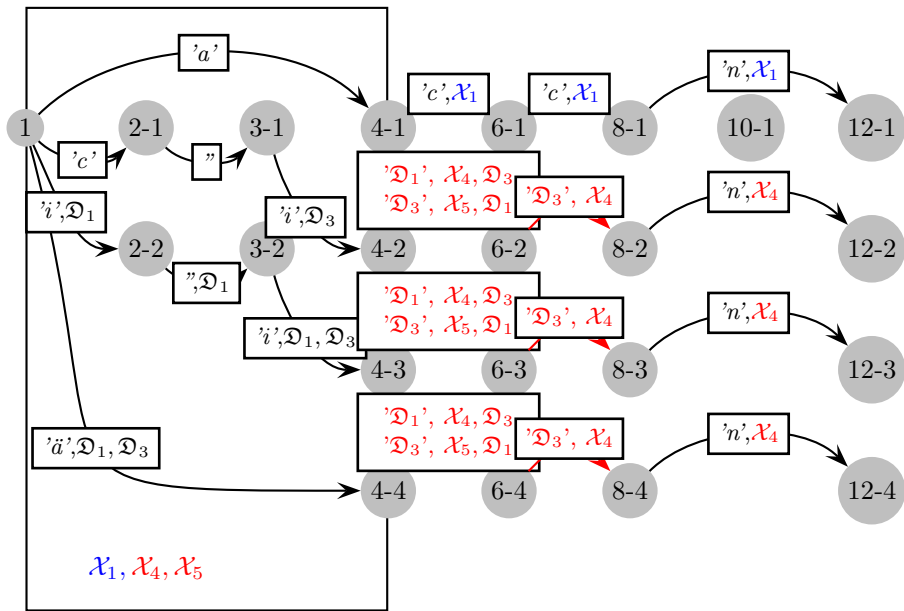 'a'
'c',𝒳₁ 'c',𝒳₁ 'n',𝒳₁
1 2-1 3-1 4-1 6-1 8-1 10-1 12-1
'c' ''
'𝔇₁', 𝒳₄, 𝔇₃
'𝔇₃', 𝒳₅, 𝔇₁
'𝔇₃', 𝒳₄ 'n',𝒳₄
'i',𝔇₁ 'i',𝔇₃
2-2 3-2 4-2 6-2 8-2 12-2
'',𝔇₁
'𝔇₁', 𝒳₄, 𝔇₃
'𝔇₃', 𝒳₅, 𝔇₁
'𝔇₃', 𝒳₄ 'n',𝒳₄
'i',𝔇₁, 𝔇₃
4-3 6-3 8-3 12-3
'𝔇₁', 𝒳₄, 𝔇₃
'𝔇₃', 𝒳₅, 𝔇₁
'𝔇₃', 𝒳₄ 'n',𝒳₄
'ä',𝔇₁, 𝔇₃
4-4 6-4 8-4 12-4
𝒳₁, 𝒳₄, 𝒳₅